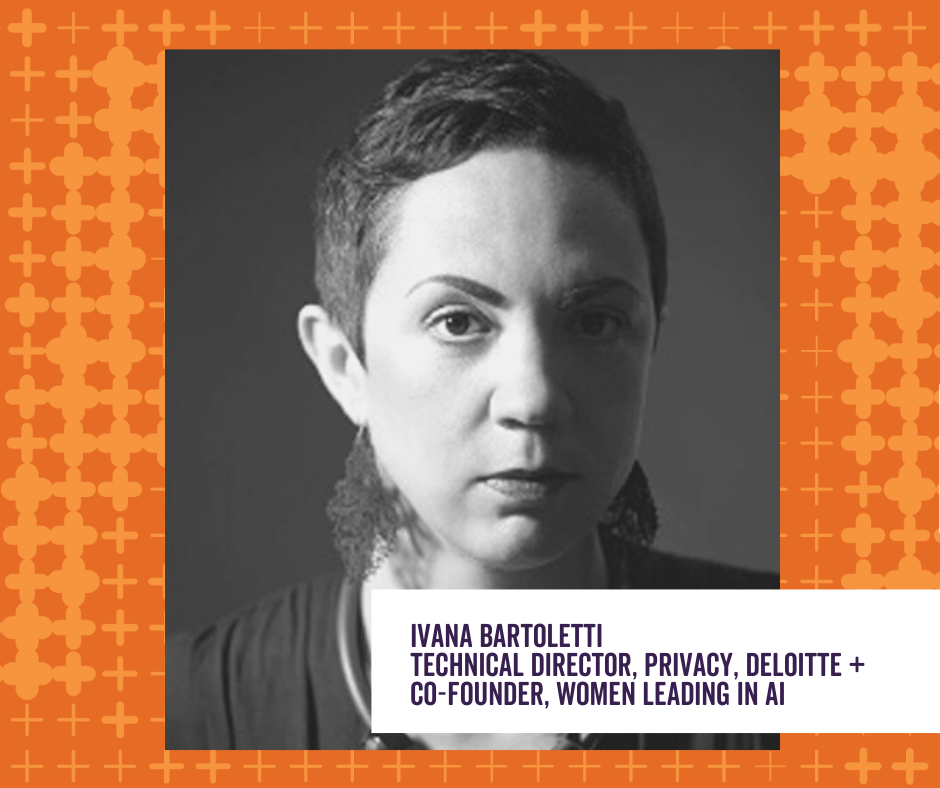 IVANA BARTOLETTI
TECHNICAL DIRECTOR, PRIVACY, DELOITTE +
CO-FOUNDER, WOMEN LEADING IN AI